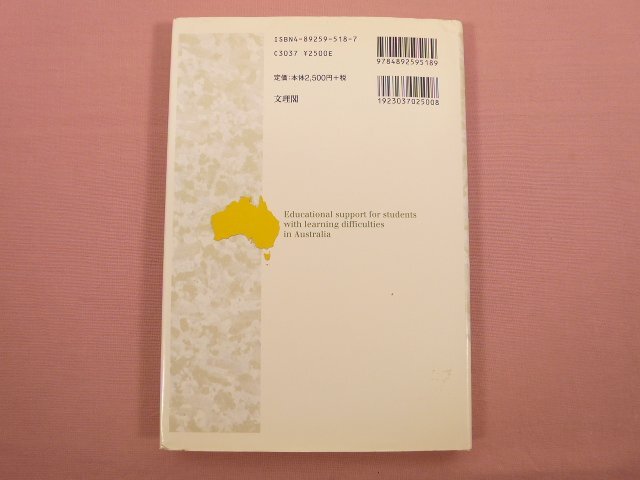 ISBN4-89259-518-7
C3037 ¥2500E
定価:本体2,500円+税
文理閣
9784892595189
1923037025008
Educational support for students
with learning difficulties
in Australia